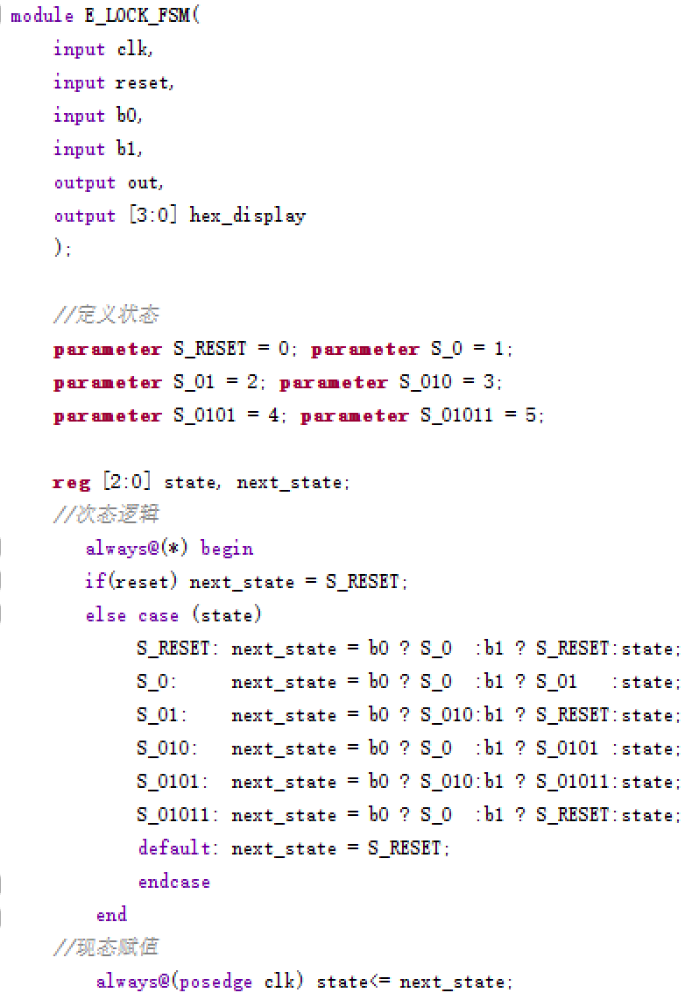 module E_LOCK_FSM(
input clk,
input reset,
input b0,
input b1,
output out,
output [3:0] hex_display
);
//定义状态
parameter S_RESET = 0; parameter S_0 = 1;
parameter S_01 = 2; parameter S_010 = 3;
parameter S_0101 = 4; parameter S_01011 = 5;
reg [2:0] state, next_state;
//次态逻辑
always@(*) begin
if(reset) next_state = S_RESET;
else case (state)
S_RESET: next_state = b0 ? S_0 :b1 ? S_RESET:state;
S_0: next_state = b0 ? S_0 :b1 ? S_01 :state;
S_01: next_state = b0 ? S_010:b1 ? S_RESET:state;
S_010: next_state = b0 ? S_0 :b1 ? S_0101 :state;
S_0101: next_state = b0 ? S_010:b1 ? S_01011:state;
S_01011: next_state = b0 ? S_0 :b1 ? S_RESET:state;
default: next_state = S_RESET;
endcase
end
//现态赋值
always@(posedge clk) state<= next_state;